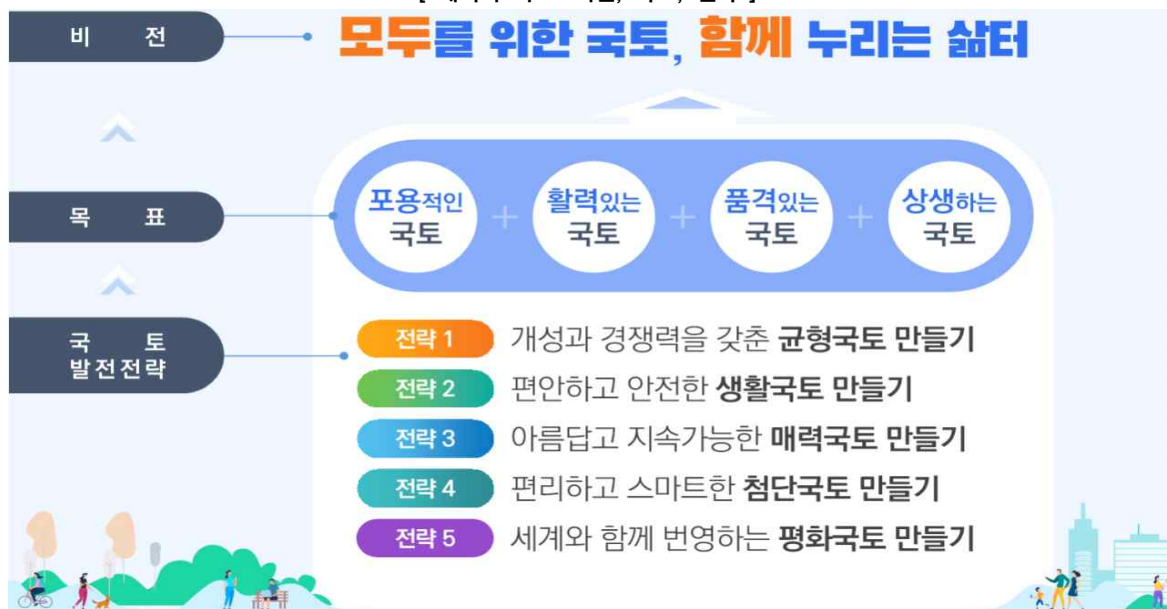 비 전
모두를 위한 국토, 함께 누리는 삶터
목 표
포용적인 국토 + 활력있는 국토 + 품격있는 국토 + 상생하는 국토
국 토
발전전략
전략 1 개성과 경쟁력을 갖춘 균형국토 만들기
전략 2 편안하고 안전한 생활국토 만들기
전략 3 아름답고 지속가능한 매력국토 만들기
전략 4 편리하고 스마트한 첨단국토 만들기
전략 5 세계와 함께 번영하는 평화국토 만들기